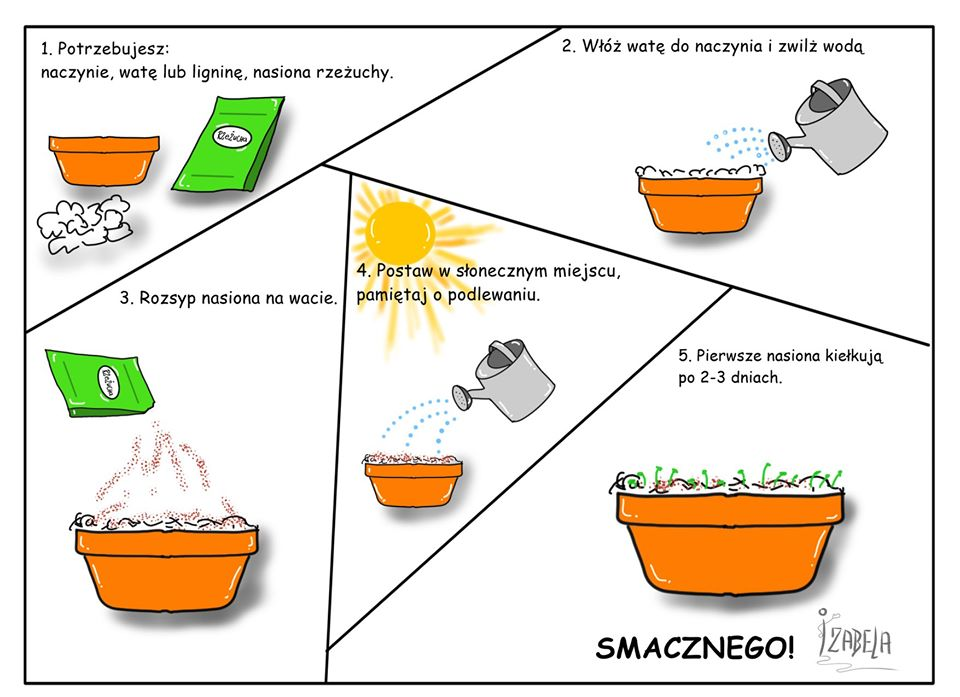 1. Potrzebujesz:
naczynie, watę lub ligninę, nasiona rzeżuchy.
Rzeżucha
2. Włóż watę do naczynia i zwilż wodą
3. Rozsyp nasiona na wacie.
Rzeżucha
4. Postaw w słonecznym miejscu,
pamiętaj o podlewaniu.
5. Pierwsze nasiona kiełkują
po 2-3 dniach.
SMACZNEGO!
iZABELA